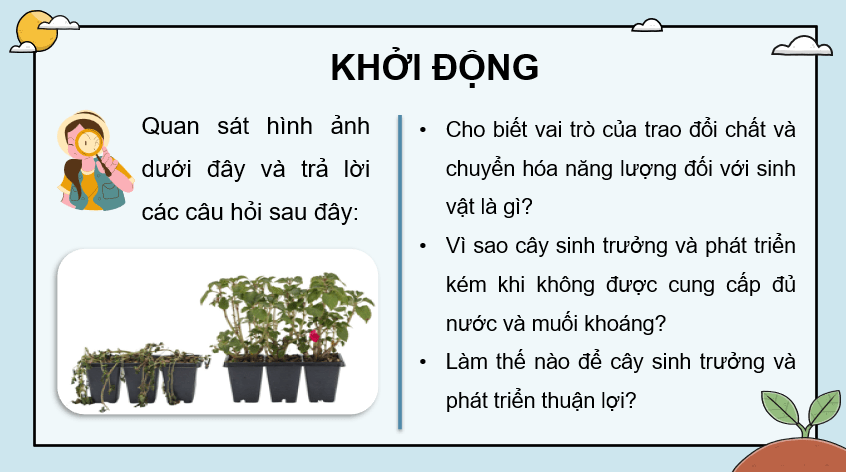 KHỞI ĐỘNG
Quan sát hình ảnh
dưới đây và trả lời
các câu hỏi sau đây:
• Cho biết vai trò của trao đổi chất và
chuyển hóa năng lượng đối với sinh
vật là gì?
• Vì sao cây sinh trưởng và phát triển
kém khi không được cung cấp đủ
nước và muối khoáng?
• Làm thế nào để cây sinh trưởng và
phát triển thuận lợi?